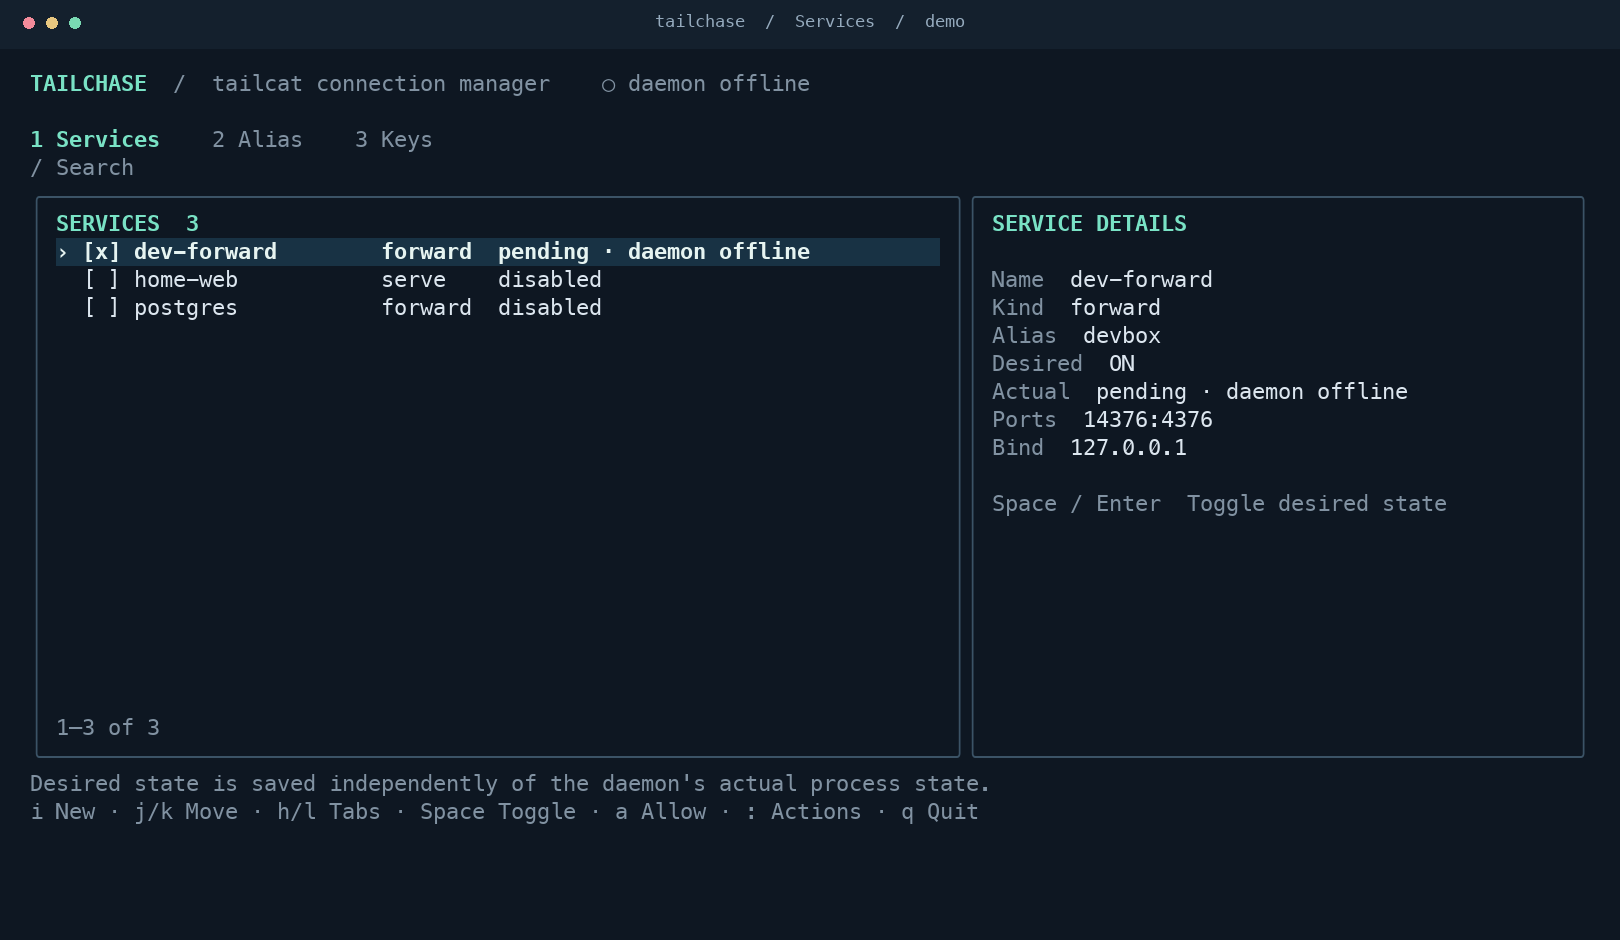 tailchase / Services / demo
TAILCHASE / tailcat connection manager ○ daemon offline
1 Services 2 Alias 3 Keys
/ Search
SERVICES 3
› [x] dev-forward forward pending · daemon offline
[ ] home-web serve disabled
[ ] postgres forward disabled
1–3 of 3
SERVICE DETAILS
Name dev-forward
Kind forward
Alias devbox
Desired ON
Actual pending · daemon offline
Ports 14376:4376
Bind 127.0.0.1
Space / Enter Toggle desired state
Desired state is saved independently of the daemon's actual process state.
i New · j/k Move · h/l Tabs · Space Toggle · a Allow · : Actions · q Quit